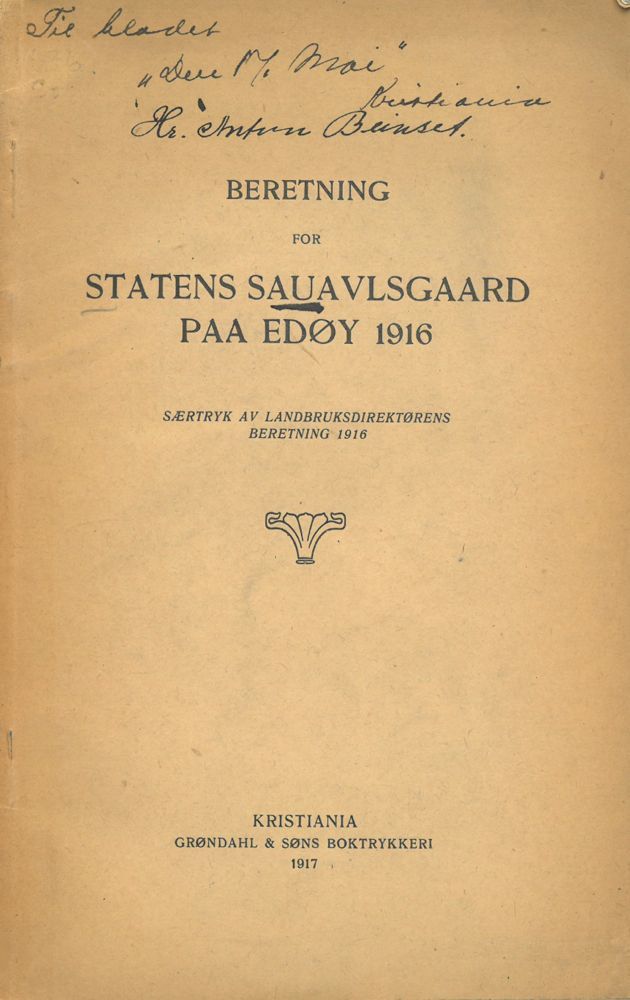 Til bladet
„Den 17. Mai"
Kristiania
Hr. Anton Beinset.
BERETNING
FOR
STATENS SAUAVLSGAARD
PAA EDØY 1916
SÆRTRYK AV LANDBRUKSDIREKTØRENS
BERETNING 1916
KRISTIANIA
GRØNDAHL & SØNS BOKTRYKKERI
1917